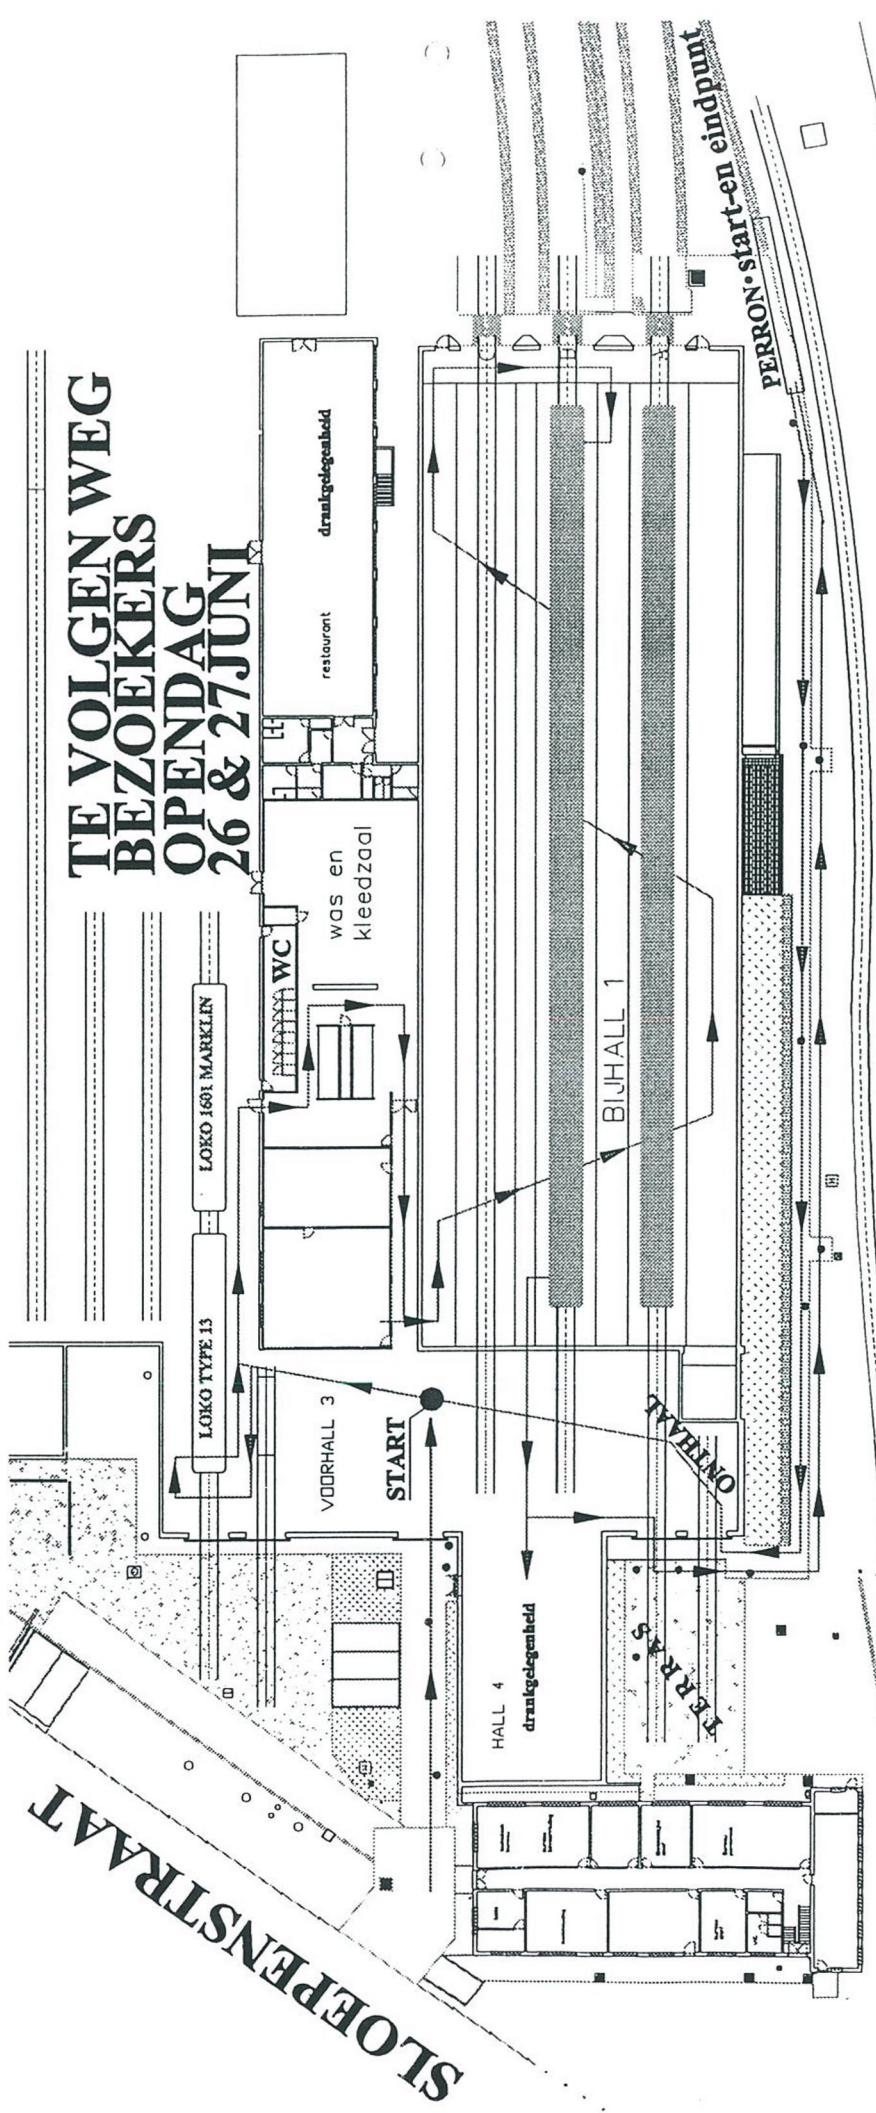 TE VOLGEN WEG
BEZOEKERS
OPENDAG
26 & 27JUNI
PERRON•start-en eindpunt
restaurant
drankgelegenheid
was en
kleedzaal
WC
LOKO 1601 MARKLIN
LOKO TYPE 13
BIJHALL 1
VOORHALL 3
START
ONTHAAL
HALL 4
drankgelegenheid
TERRAS
SLOEPENSTRAAT